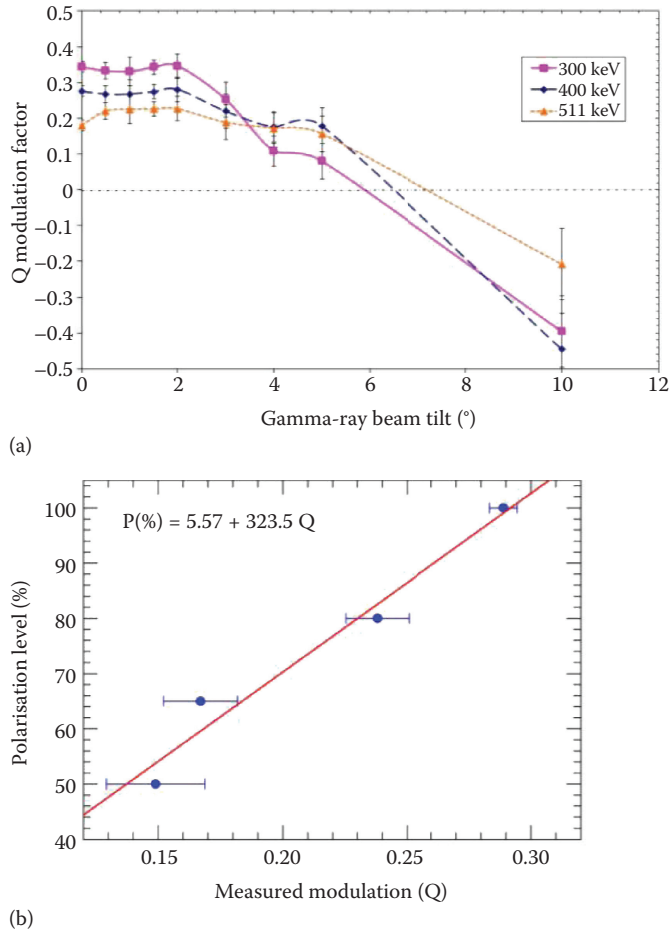 0.5
0.4
0.3
0.2
0.1
0
−0.1
−0.2
−0.3
−0.4
−0.5
Q modulation factor
300 keV
400 keV
511 keV
0 2 4 6 8 10 12
Gamma-ray beam tilt (°)
(a)
P(%) = 5.57 + 323.5 Q
100
90
80
70
60
50
40
Polarisation level (%)
0.15 0.20 0.25 0.30
Measured modulation (Q)
(b)